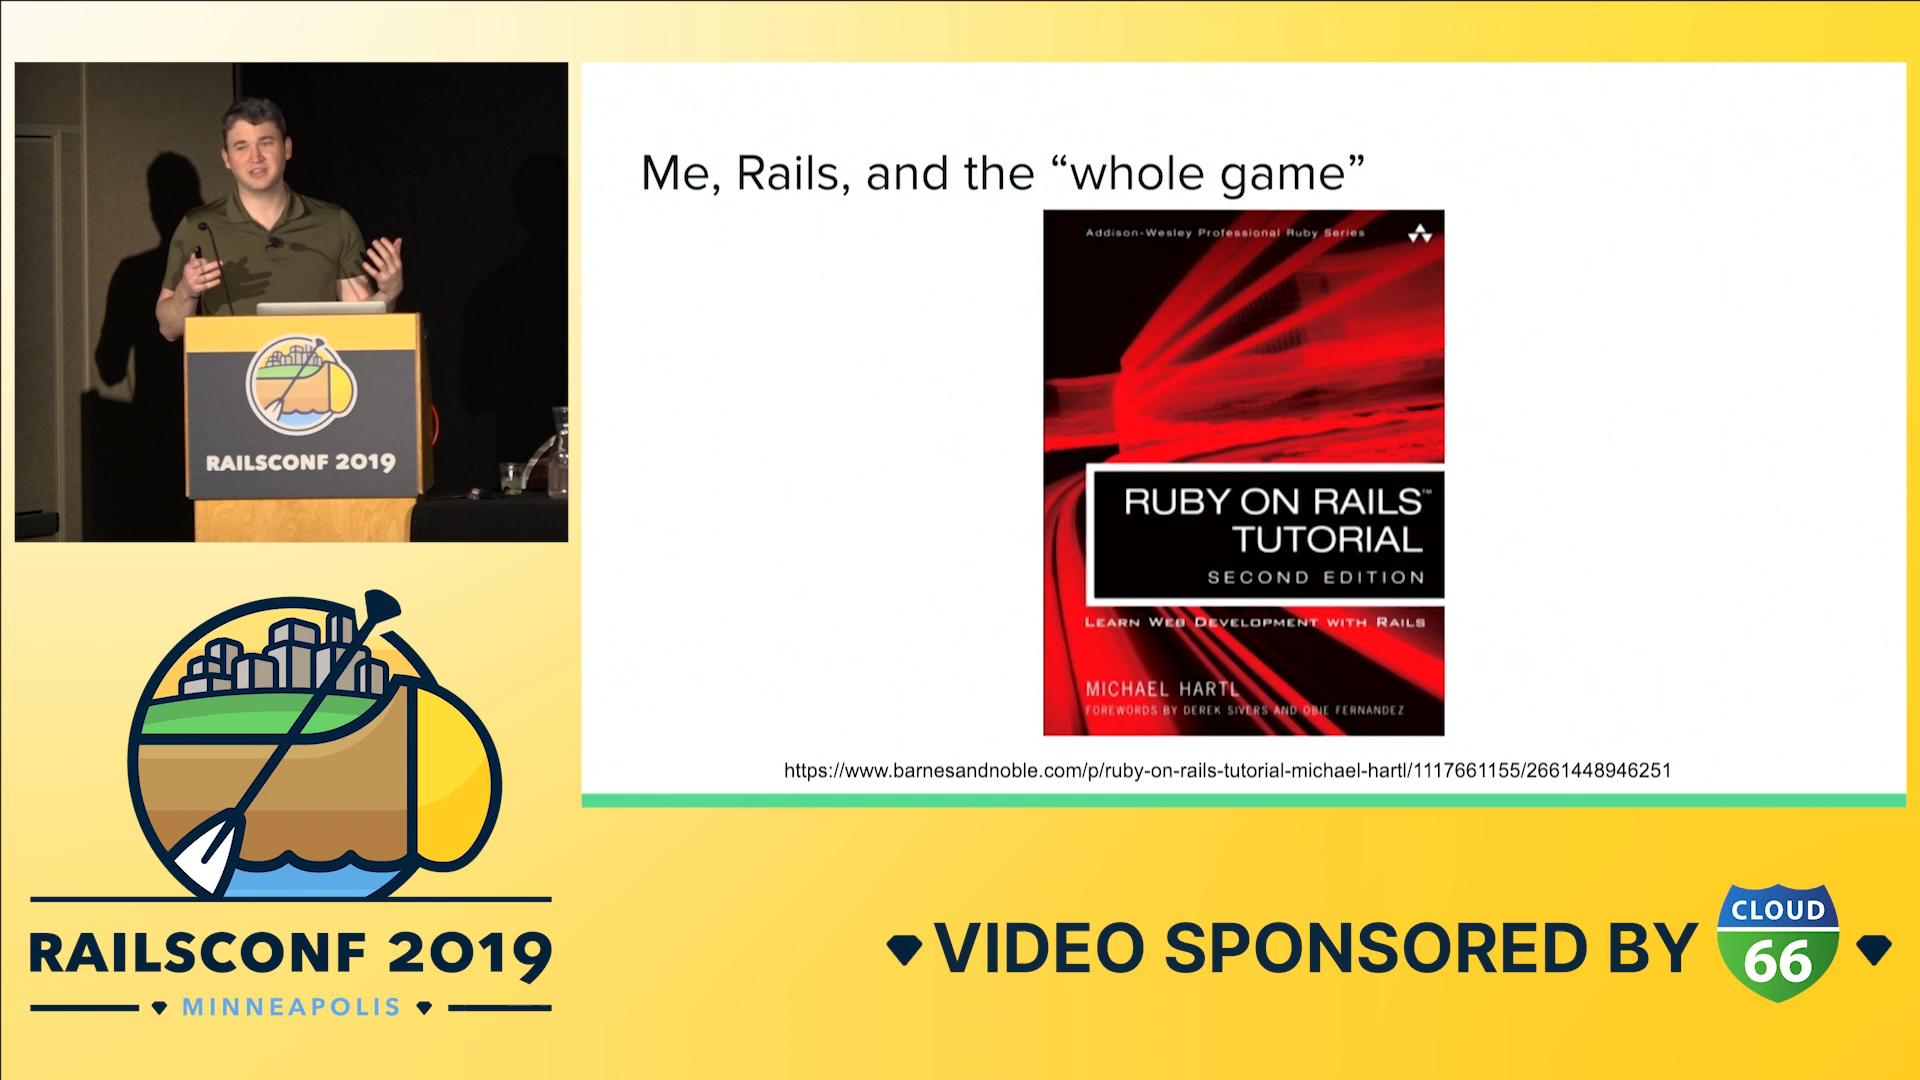 Me, Rails, and the “whole game”
Addison-Wesley Professional Ruby Series
RUBY ON RAILS™
TUTORIAL
SECOND EDITION
LEARN WEB DEVELOPMENT WITH RAILS
MICHAEL HARTL
FOREWORDS BY DEREK SIVERS AND OBIE FERNANDEZ
https://www.barnesandnoble.com/p/ruby-on-rails-tutorial-michael-hartl/1117661155/2661448946251
RAILSCONF 2019
RAILSCONF 2019
MINNEAPOLIS
VIDEO SPONSORED BY
CLOUD
66